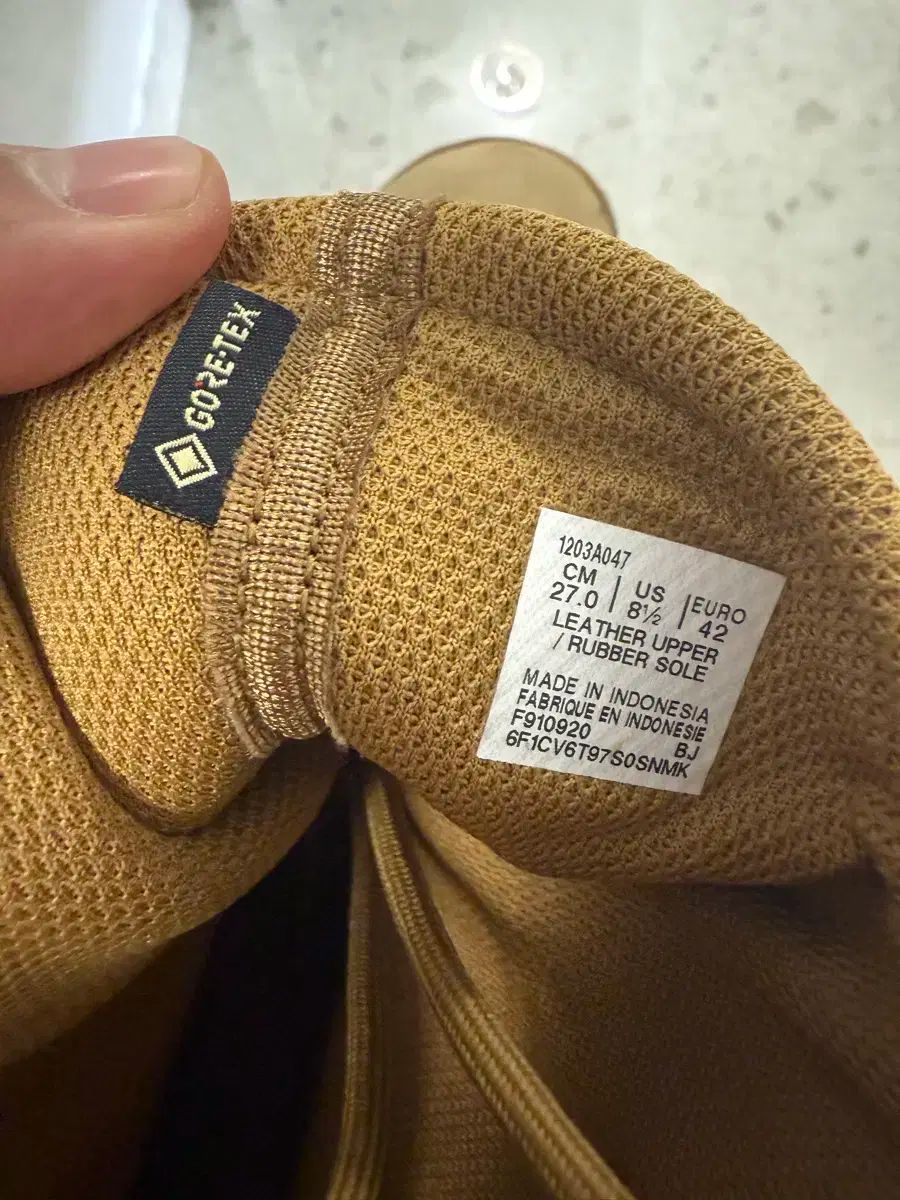 GORE-TEX
1203A047
CM | US | EURO
27.0 | 8½ | 42
LEATHER UPPER
/ RUBBER SOLE
MADE IN INDONESIA
FABRIQUE EN INDONESIE
F910920 BJ
6F1CV6T97S0SNMK